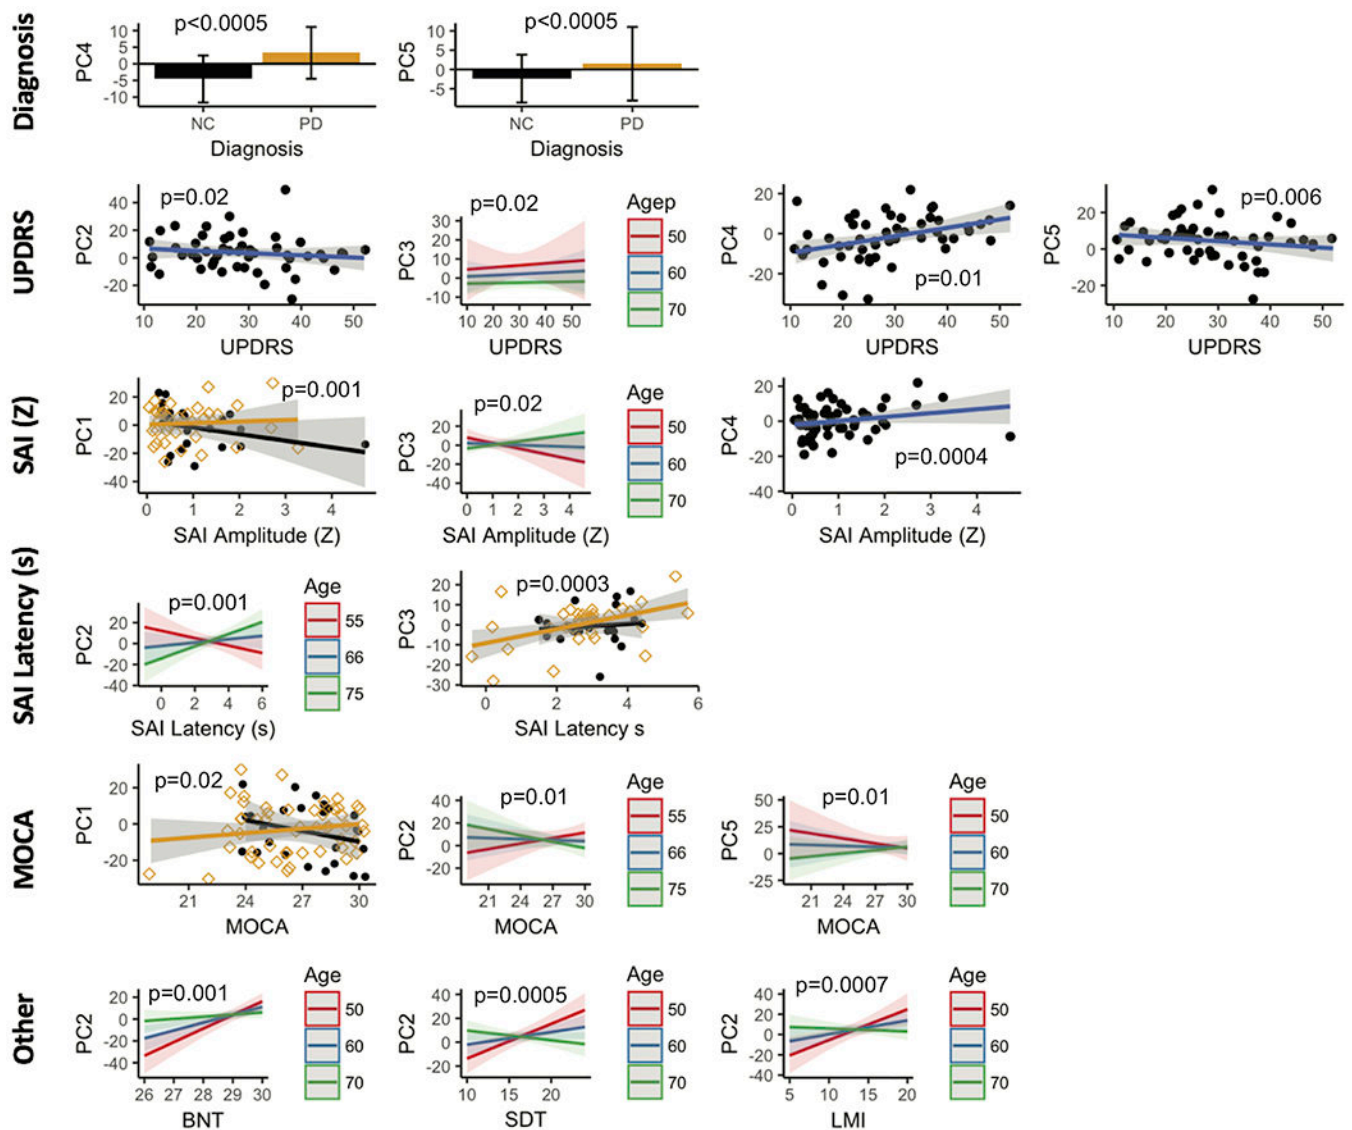 Diagnosis
PC4
10
5
0
-5
-10
p<0.0005
NC
PD
Diagnosis
PC5
10
5
0
-5
p<0.0005
NC
PD
Diagnosis
UPDRS
PC2
40
20
0
-20
p=0.02
10 20 30 40 50
UPDRS
PC3
30
20
10
0
-10
p=0.02
10 20 30 40 50
UPDRS
Agep
50
60
70
PC4
20
0
-20
p=0.01
10 20 30 40 50
UPDRS
PC5
20
0
-20
p=0.006
10 20 30 40 50
UPDRS
SAI (Z)
PC1
20
0
-20
-40
p=0.001
0 1 2 3 4
SAI Amplitude (Z)
PC3
20
0
-20
-40
p=0.02
0 1 2 3 4
SAI Amplitude (Z)
Age
50
60
70
PC4
20
0
-20
-40
p=0.0004
0 1 2 3 4
SAI Amplitude (Z)
SAI Latency (s)
PC2
20
0
-20
-40
p=0.001
0 2 4 6
SAI Latency (s)
Age
55
66
75
PC3
20
10
0
-10
-20
-30
p=0.0003
0 2 4 6
SAI Latency s
MOCA
PC1
20
0
-20
p=0.02
21 24 27 30
MOCA
PC2
40
20
0
-20
p=0.01
21 24 27 30
MOCA
Age
55
66
75
PC5
50
25
0
-25
p=0.01
21 24 27 30
MOCA
Age
50
60
70
Other
PC2
20
0
-20
-40
p=0.001
26 27 28 29 30
BNT
Age
50
60
70
PC2
40
20
0
-20
p=0.0005
10 15 20
SDT
Age
50
60
70
PC2
40
20
0
-20
-40
p=0.0007
5 10 15 20
LMI
Age
50
60
70